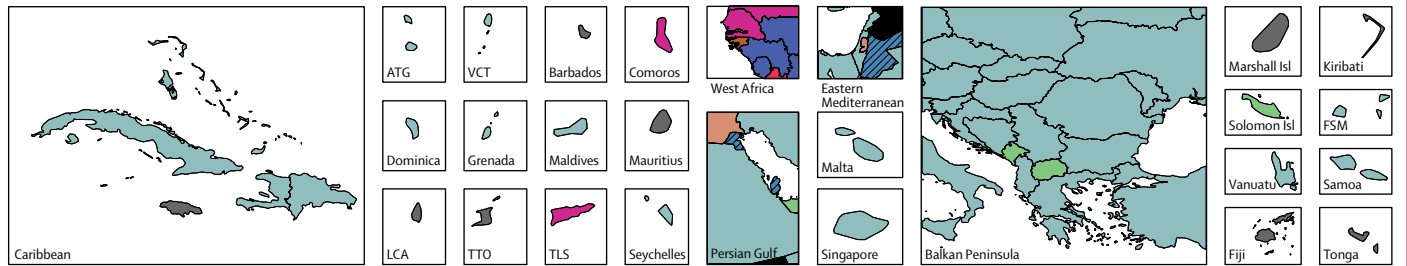 Caribbean
ATG
VCT
Barbados
Comoros
Dominica
Grenada
Maldives
Mauritius
LCA
TTO
TLS
Seychelles
West Africa
Eastern
Mediterranean
Persian Gulf
Malta
Singapore
Balkan Peninsula
Marshall Isl
Kiribati
Solomon Isl
FSM
Vanuatu
Samoa
Fiji
Tonga